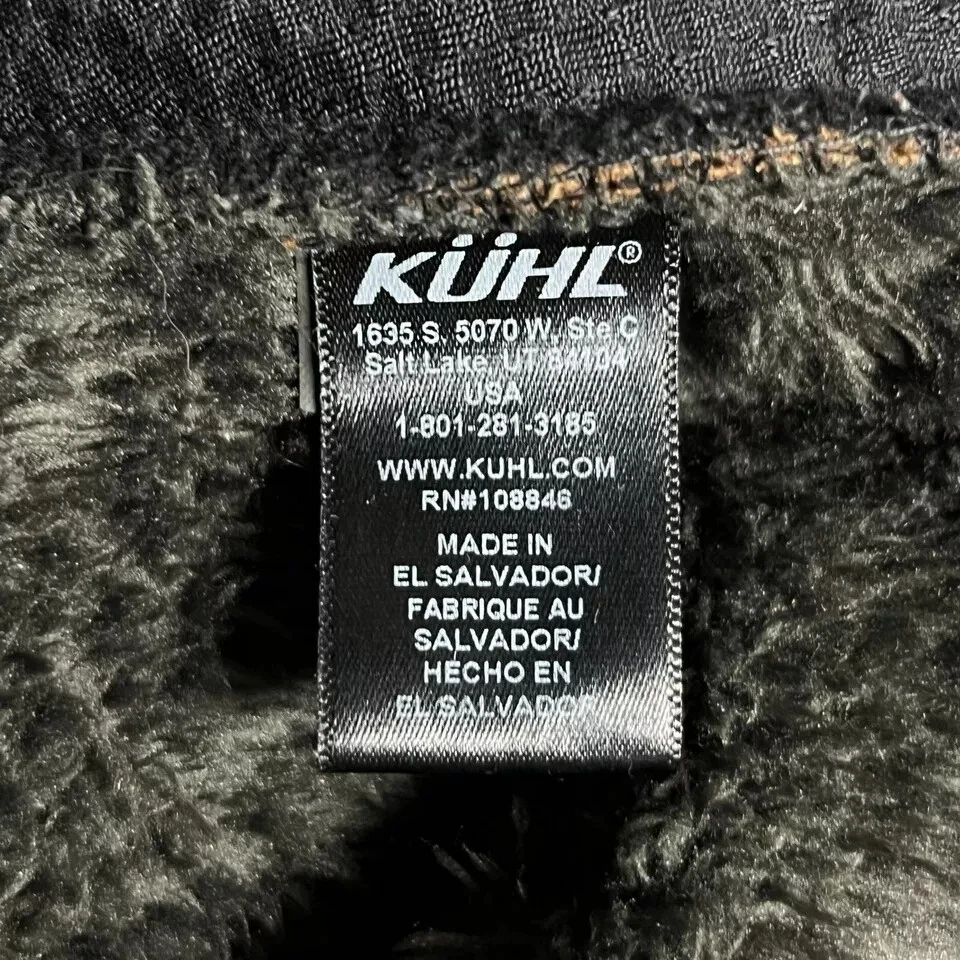 KÜHL®
1635 S. 5070 W. Ste C
Salt Lake, UT 84104
USA
1-801-281-3185
WWW.KUHL.COM
RN#108846
MADE IN
EL SALVADOR/
FABRIQUE AU
SALVADOR/
HECHO EN
EL SALVADOR